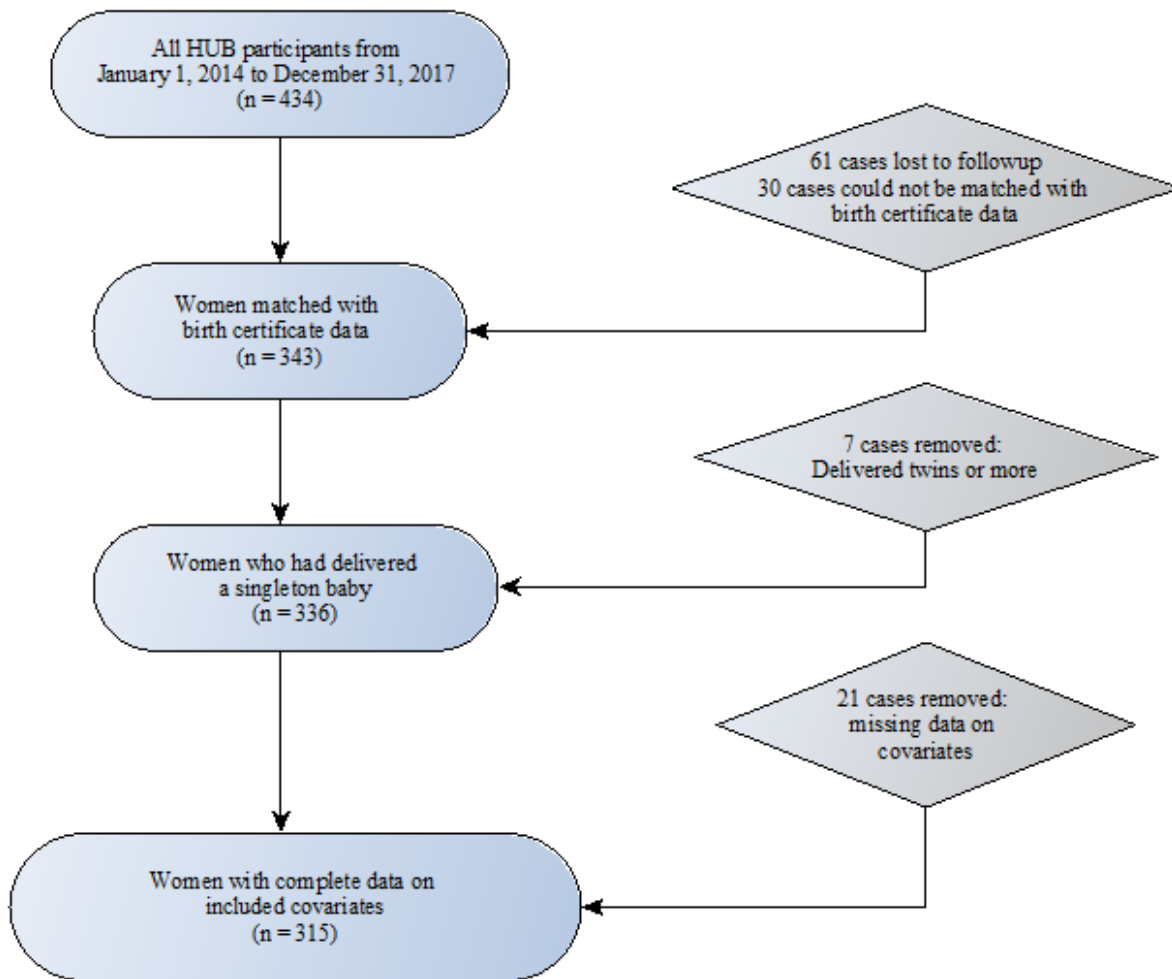 All HUB participants from
January 1, 2014 to December 31, 2017
(n = 434)
61 cases lost to followup
30 cases could not be matched with
birth certificate data
Women matched with
birth certificate data
(n = 343)
7 cases removed:
Delivered twins or more
Women who had delivered
a singleton baby
(n = 336)
21 cases removed:
missing data on
covariates
Women with complete data on
included covariates
(n = 315)